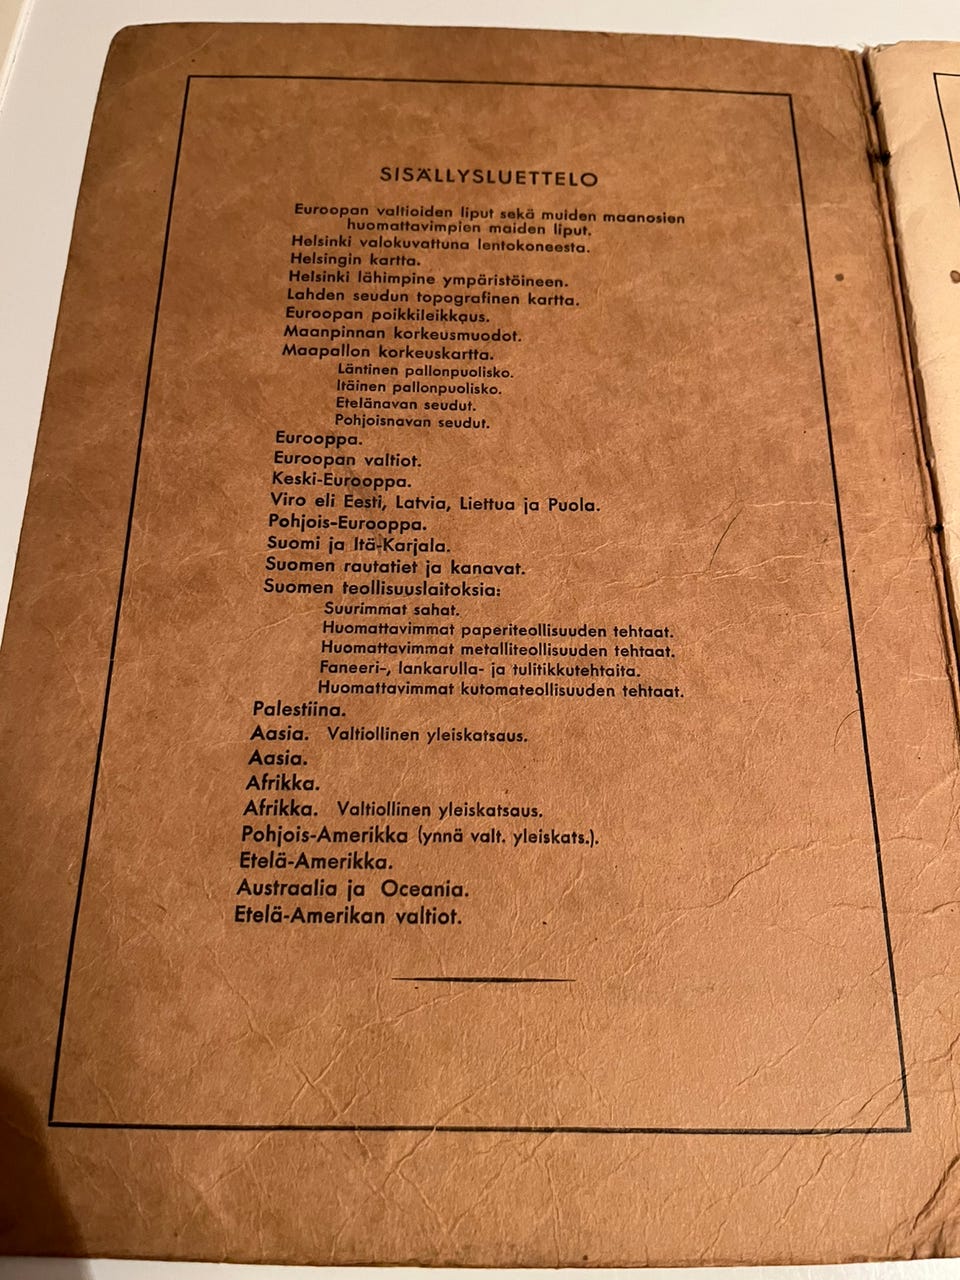 SISÄLLYSLUETTELO
Euroopan valtioiden liput sekä muiden maanosien
huomattavimpien maiden liput.
Helsinki valokuvattuna lentokoneesta.
Helsingin kartta.
Helsinki lähimpine ympäristöineen.
Lahden seudun topografinen kartta.
Euroopan poikkileikkaus.
Maanpinnan korkeusmuodot.
Maapallon korkeuskartta.
Läntinen pallonpuolisko.
Itäinen pallonpuolisko.
Etelänavan seudut.
Pohjoisnavan seudut.
Eurooppa.
Euroopan valtiot.
Keski-Eurooppa.
Viro eli Eesti, Latvia, Liettua ja Puola.
Pohjois-Eurooppa.
Suomi ja Itä-Karjala.
Suomen rautatiet ja kanavat.
Suomen teollisuuslaitoksia:
Suurimmat sahat.
Huomattavimmat paperiteollisuuden tehtaat.
Huomattavimmat metalliteollisuuden tehtaat.
Faneeri-, lankarulla- ja tulitikkutehtaita.
Huomattavimmat kutomateollisuuden tehtaat.
Palestiina.
Aasia. Valtiollinen yleiskatsaus.
Aasia.
Afrikka.
Afrikka. Valtiollinen yleiskatsaus.
Pohjois-Amerikka (ynnä valt. yleiskats.).
Etelä-Amerikka.
Austraalia ja Oceania.
Etelä-Amerikan valtiot.